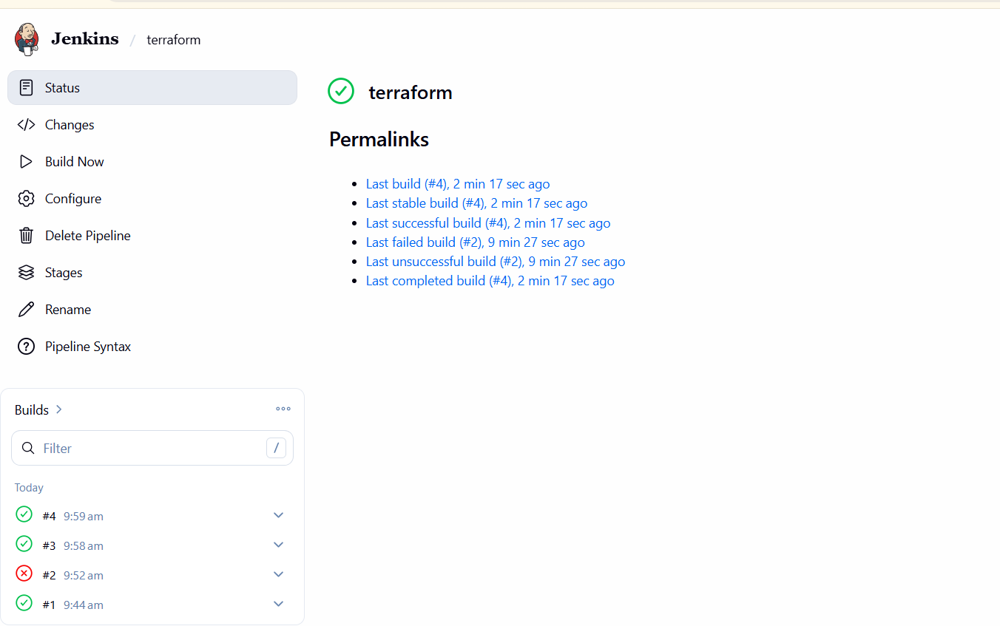 Jenkins / terraform
Status
Changes
Build Now
Configure
Delete Pipeline
Stages
Rename
Pipeline Syntax
Builds
Filter /
Today
#4 9:59 am
#3 9:58 am
#2 9:52 am
#1 9:44 am
terraform
Permalinks
Last build (#4), 2 min 17 sec ago
Last stable build (#4), 2 min 17 sec ago
Last successful build (#4), 2 min 17 sec ago
Last failed build (#2), 9 min 27 sec ago
Last unsuccessful build (#2), 9 min 27 sec ago
Last completed build (#4), 2 min 17 sec ago